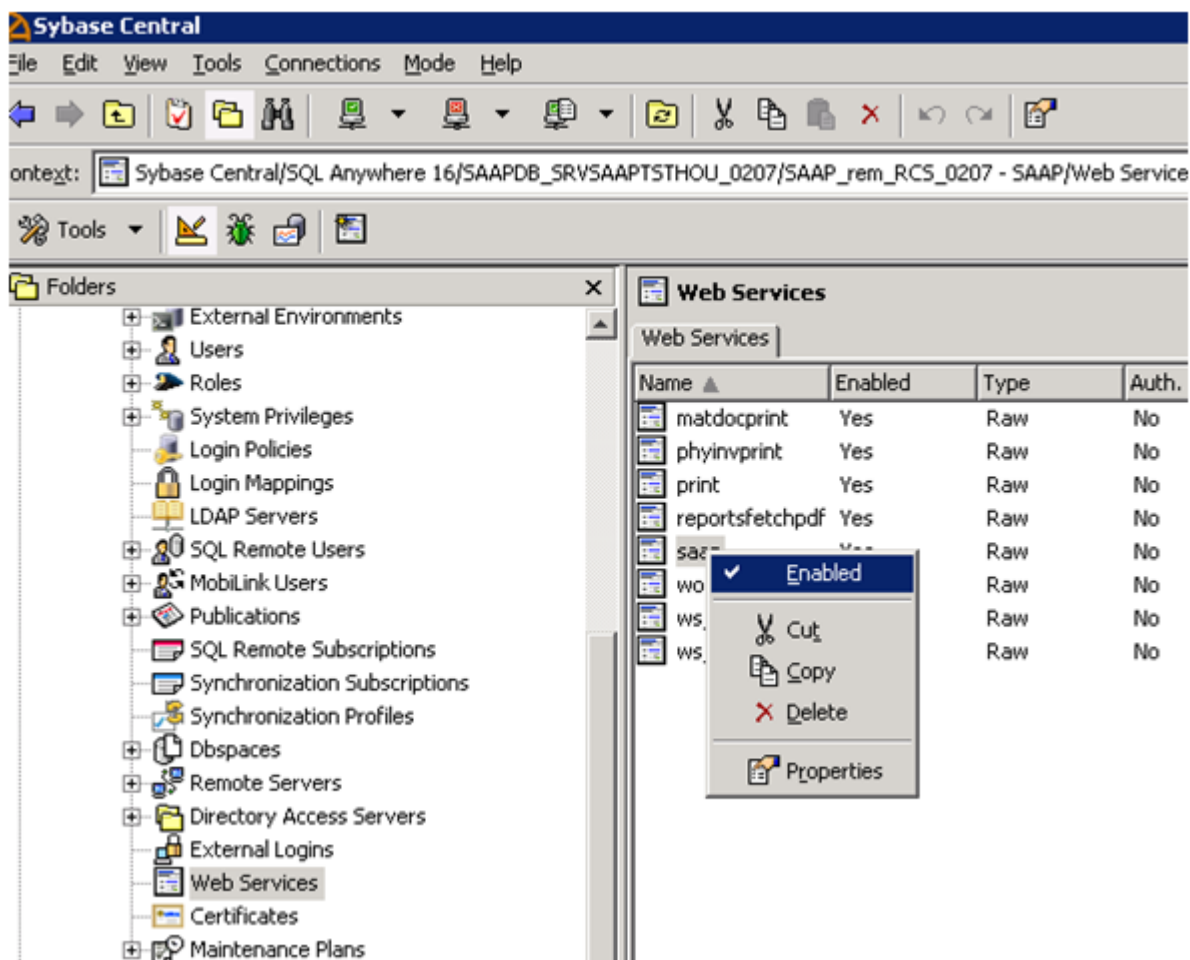 Sybase Central
File Edit View Tools Connections Mode Help
ontext: Sybase Central/SQL Anywhere 16/SAAPDB_SRVSAAPTSTHOU_0207/SAAP_rem_RCS_0207 - SAAP/Web Service
Tools
Folders
External Environments
Users
Roles
System Privileges
Login Policies
Login Mappings
LDAP Servers
SQL Remote Users
MobiLink Users
Publications
SQL Remote Subscriptions
Synchronization Subscriptions
Synchronization Profiles
Dbspaces
Remote Servers
Directory Access Servers
External Logins
Web Services
Certificates
Maintenance Plans
Web Services
Web Services
Name Enabled Type Auth.
matdocprint Yes Raw No
phyinvprint Yes Raw No
print Yes Raw No
reportsfetchpdf Yes Raw No
Raw No
wo Raw No
ws_ Raw No
ws_ Raw No
Enabled
Cut
Copy
Delete
Properties